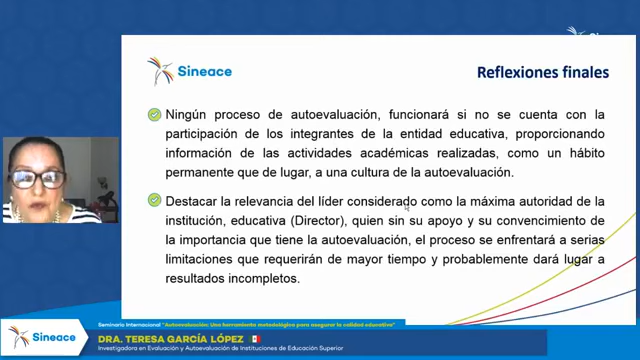 Sineace
Reflexiones finales
Ningún proceso de autoevaluación, funcionará si no se cuenta con la
participación de los integrantes de la entidad educativa, proporcionando
información de las actividades académicas realizadas, como un hábito
permanente que de lugar, a una cultura de la autoevaluación.
Destacar la relevancia del líder considerado como la máxima autoridad de la
institución, educativa (Director), quien sin su apoyo y su convencimiento de
la importancia que tiene la autoevaluación, el proceso se enfrentará a serias
limitaciones que requerirán de mayor tiempo y probablemente dará lugar a
resultados incompletos.
Seminario Internacional "Autoevaluación: Una herramienta metodológica para asegurar la calidad educativa"
Sineace
DRA. TERESA GARCÍA LÓPEZ
Investigadora en Evaluación y Autoevaluación de Instituciones de Educación Superior